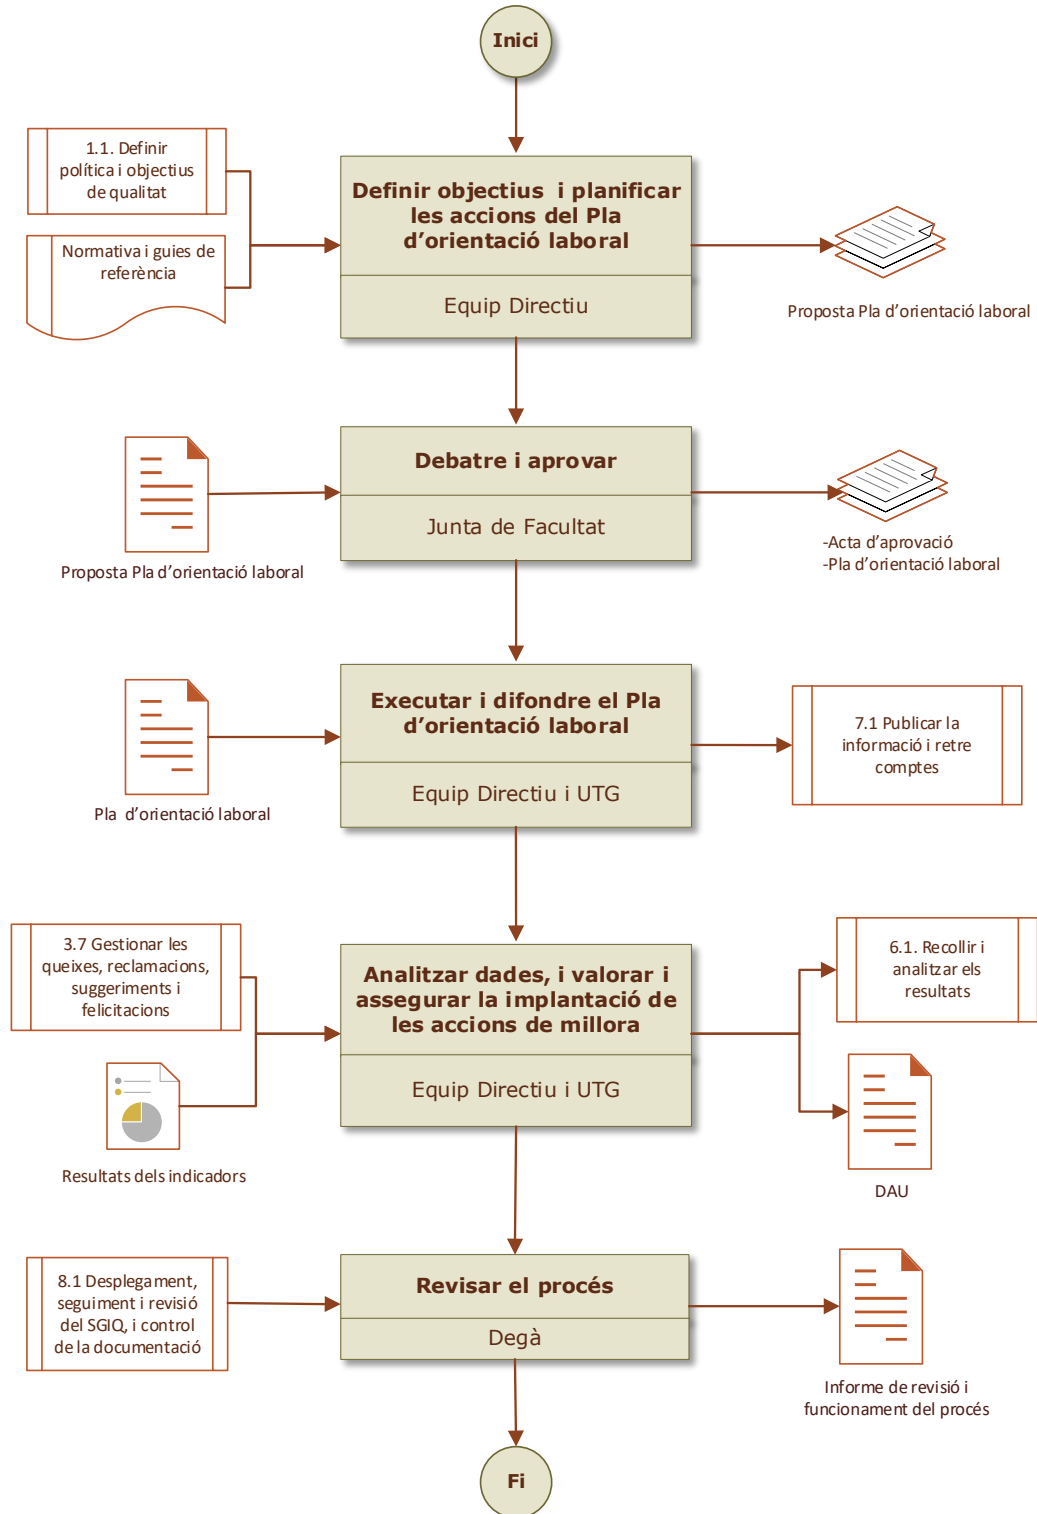 Inici
1.1. Definir
política i objectius
de qualitat
Normativa i guies de
referència
Definir objectius i planificar
les accions del Pla
d'orientació laboral
Equip Directiu
Proposta Pla d'orientació laboral
Proposta Pla d'orientació laboral
Debatre i aprovar
Junta de Facultat
-Acta d'aprovació
-Pla d'orientació laboral
Pla d'orientació laboral
Executar i difondre el Pla
d'orientació laboral
Equip Directiu i UTG
7.1 Publicar la
informació i retre
comptes
3.7 Gestionar les
queixes, reclamacions,
suggeriments i
felicitacions
Resultats dels indicadors
Analitzar dades, i valorar i
assegurar la implantació de
les accions de millora
Equip Directiu i UTG
6.1. Recollir i
analitzar els
resultats
DAU
8.1 Desplegament,
seguiment i revisió
del SGIQ, i control
de la documentació
Revisar el procés
Degà
Informe de revisió i
funcionament del procés
Fi